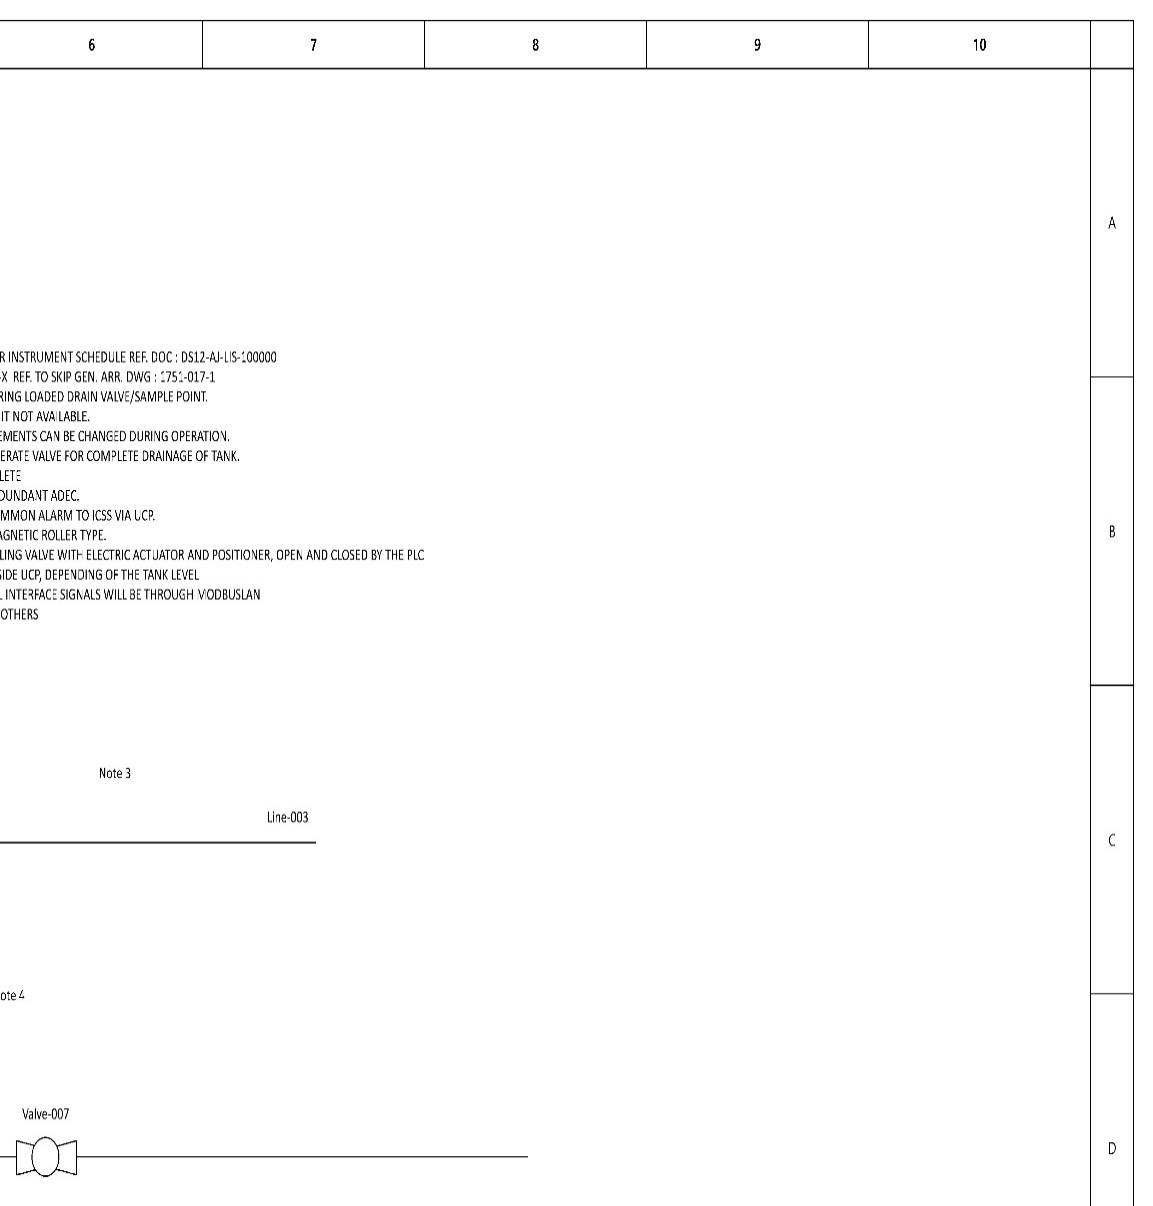 6 7 8 9 10
A
R INSTRUMENT SCHEDULE REF. DOC : DS12-AJ-LIS-100000
-X REF. TO SKIP GEN. ARR. DWG : 1751-017-1
RING LOADED DRAIN VALVE/SAMPLE POINT.
IT NOT AVAILABLE.
EMENTS CAN BE CHANGED DURING OPERATION.
ERATE VALVE FOR COMPLETE DRAINAGE OF TANK.
LETE
DUNDANT ADEC.
MMON ALARM TO ICSS VIA UCP.
B
AGNETIC ROLLER TYPE.
LING VALVE WITH ELECTRIC ACTUATOR AND POSITIONER, OPEN AND CLOSED BY THE PLC
SIDE UCP, DEPENDING OF THE TANK LEVEL
L INTERFACE SIGNALS WILL BE THROUGH MODBUSLAN
OTHERS
Note 3
Line-003
C
ote 4
Valve-007
D